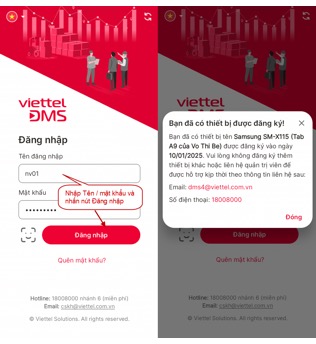 viettel
DMS
Đăng nhập
Tên đăng nhập
nv01
Mật khẩu
Nhập Tên / mật khẩu và
nhấn nút Đăng nhập
Đăng nhập
Quên mật khẩu?
Hotline: 18008000 nhánh 6 (miễn phí)
Email: cskh@viettel.com.vn
© Viettel Solutions. All rights reserved.
Bạn đã có thiết bị được đăng ký!
Bạn đã có thiết bị tên Samsung SM-X115 (Tab
A9 của Vo Thi Be) được đăng ký vào ngày
10/01/2025. Vui lòng không đăng ký thêm
thiết bị khác hoặc liên hệ quản trị viên để
được hỗ trợ kịp thời theo thông tin liên hệ sau:
Email: dms4@viettel.com.vn
Số điện thoại: 18008000
Đóng
Đăng nhập
Quên mật khẩu?
Hotline: 18008000 nhánh 6 (miễn phí)
Email: cskh@viettel.com.vn
© Viettel Solutions. All rights reserved.